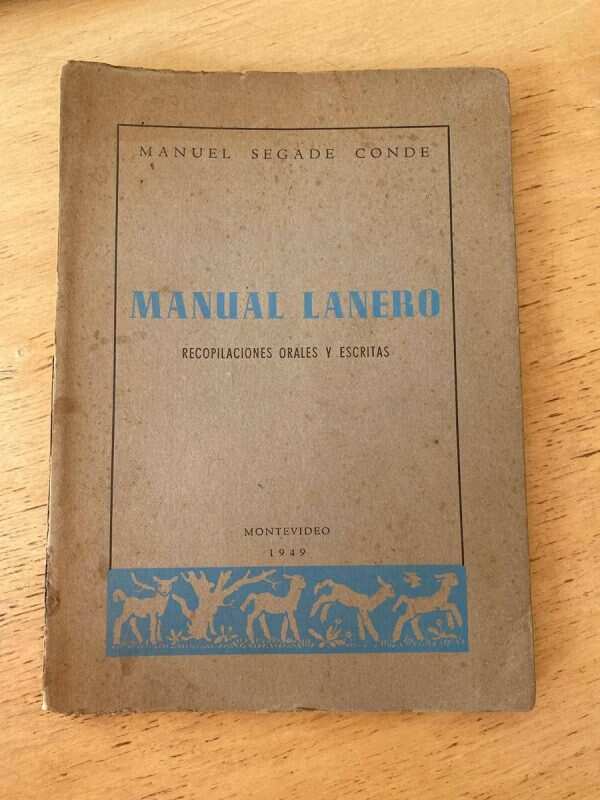 MANUEL SEGADE CONDE
MANUAL LANERO
RECOPILACIONES ORALES Y ESCRITAS
MONTEVIDEO
1949